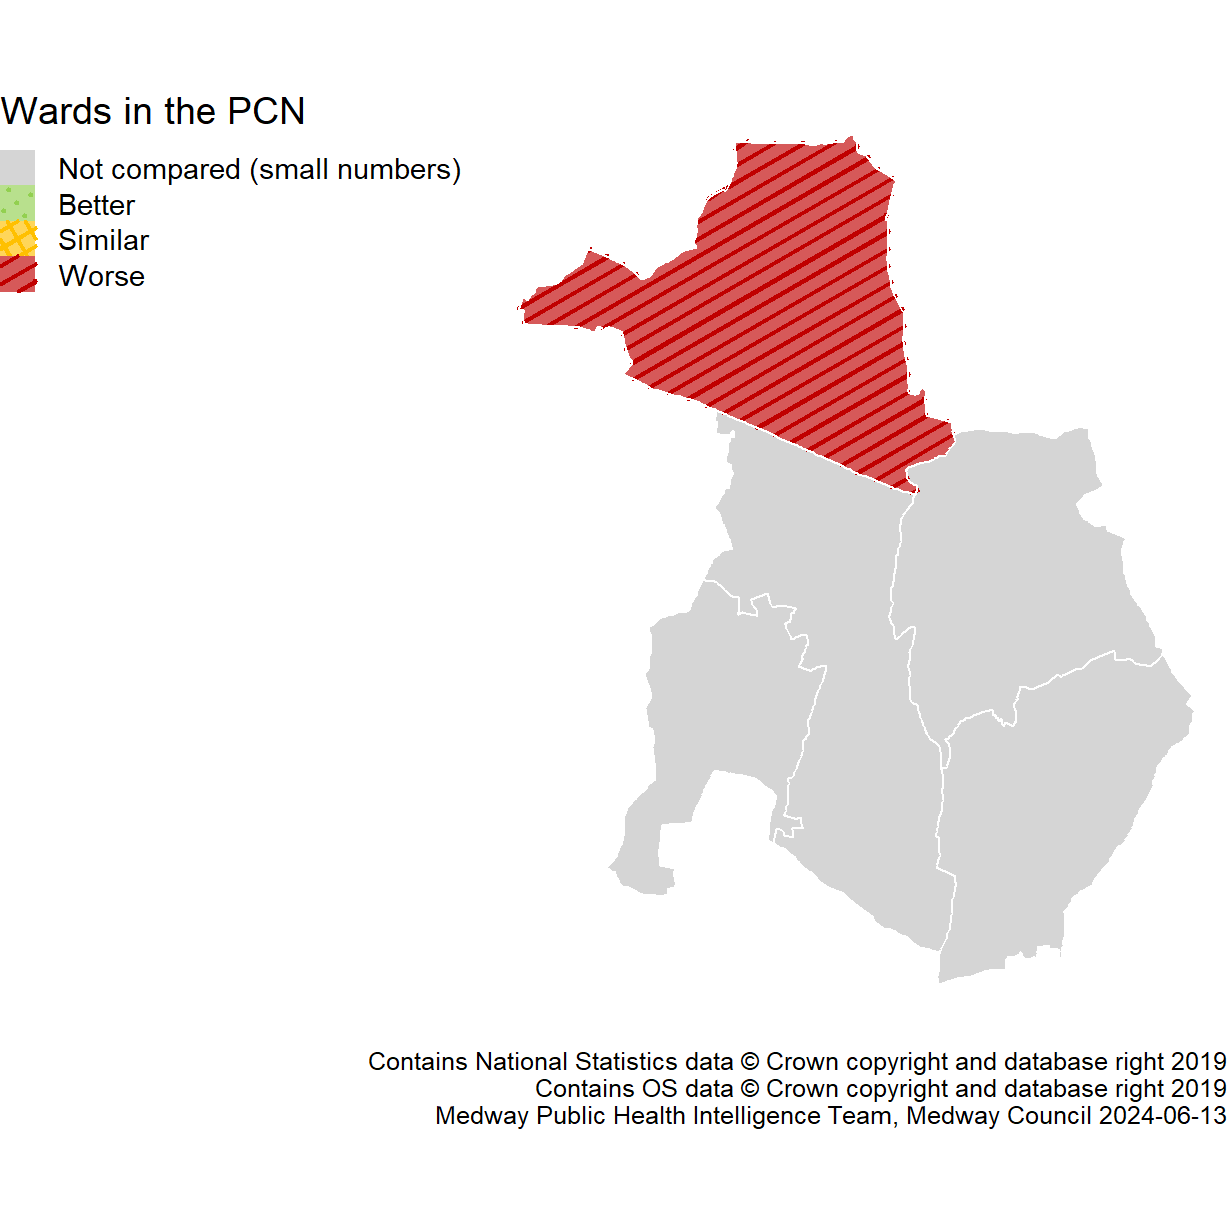 Wards in the PCN
Not compared (small numbers)
Better
Similar
Worse
Contains National Statistics data © Crown copyright and database right 2019
Contains OS data © Crown copyright and database right 2019
Medway Public Health Intelligence Team, Medway Council 2024-06-13